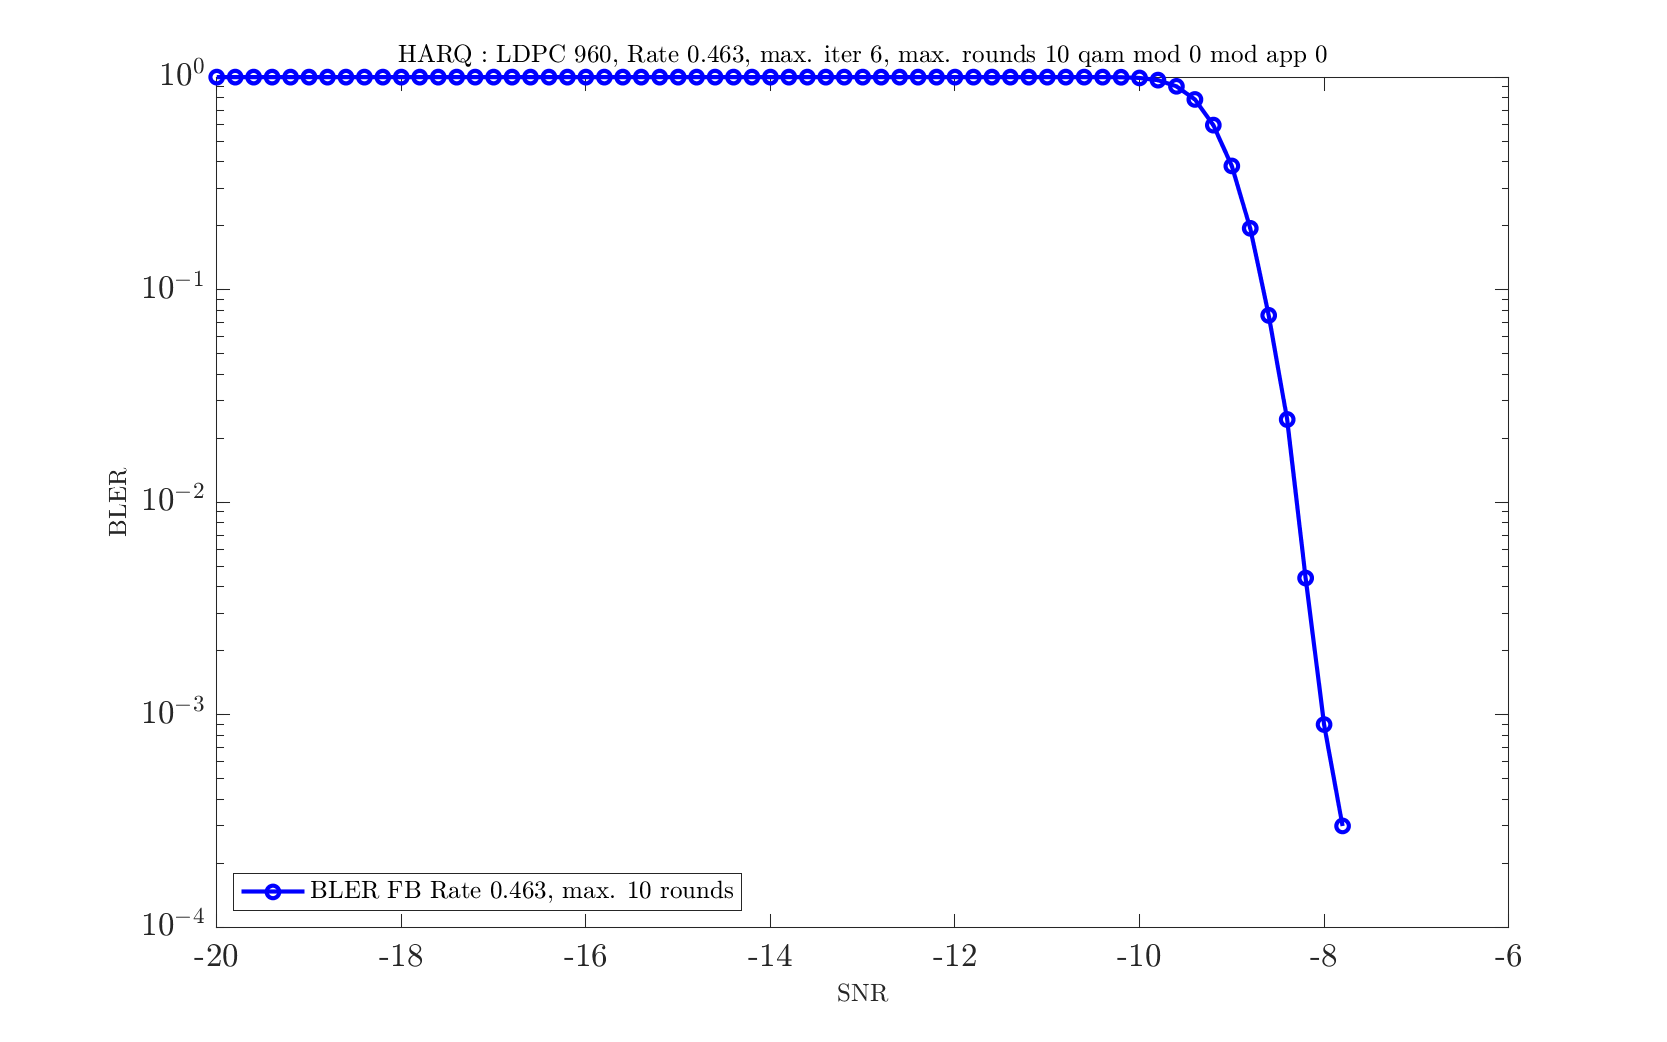 HARQ : LDPC 960, Rate 0.463, max. iter 6, max. rounds 10 qam mod 0 mod app 0
10⁰
10⁻¹
10⁻²
10⁻³
10⁻⁴
BLER
BLER FB Rate 0.463, max. 10 rounds
-20 -18 -16 -14 -12 -10 -8 -6
SNR